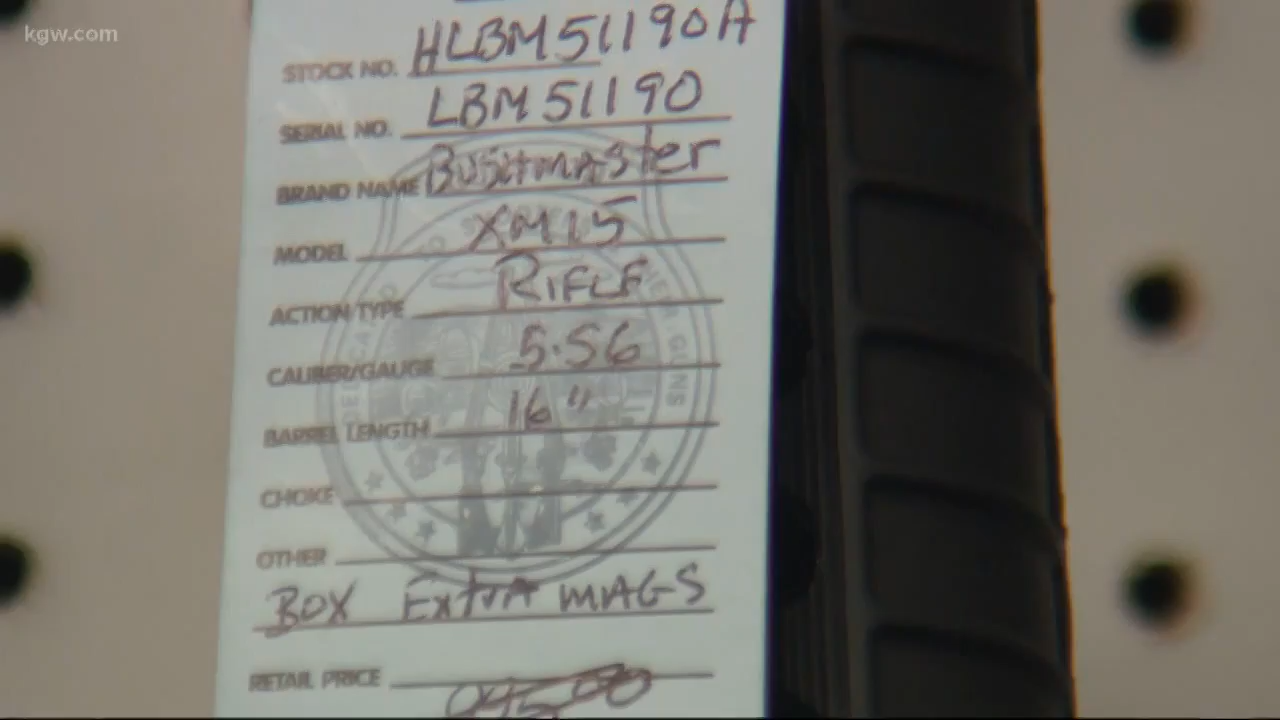 kgw.com
STOCK NO. HLBM51190A
SERIAL NO. LBM51190
BRAND NAME BUSHMASter
MODEL XM15
ACTION TYPE RIFLE
CALIBER/GAUGE 5.56
BARREL LENGTH 16"
CHOKE
OTHER
BOX ExtrA MAGS
RETAIL PRICE